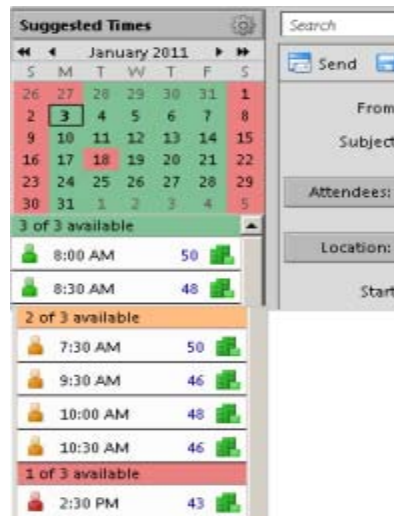 Suggested Times
Search
January 2011
S M T W T F S
26 27 28 29 30 31 1
2 3 4 5 6 7 8
9 10 11 12 13 14 15
16 17 18 19 20 21 22
23 24 25 26 27 28 29
30 31 1 2 3 4 5
Send
From
Subject
Attendees:
Location:
Start
3 of 3 available
8:00 AM 50
8:30 AM 48
2 of 3 available
7:30 AM 50
9:30 AM 46
10:00 AM 48
10:30 AM 46
1 of 3 available
2:30 PM 43